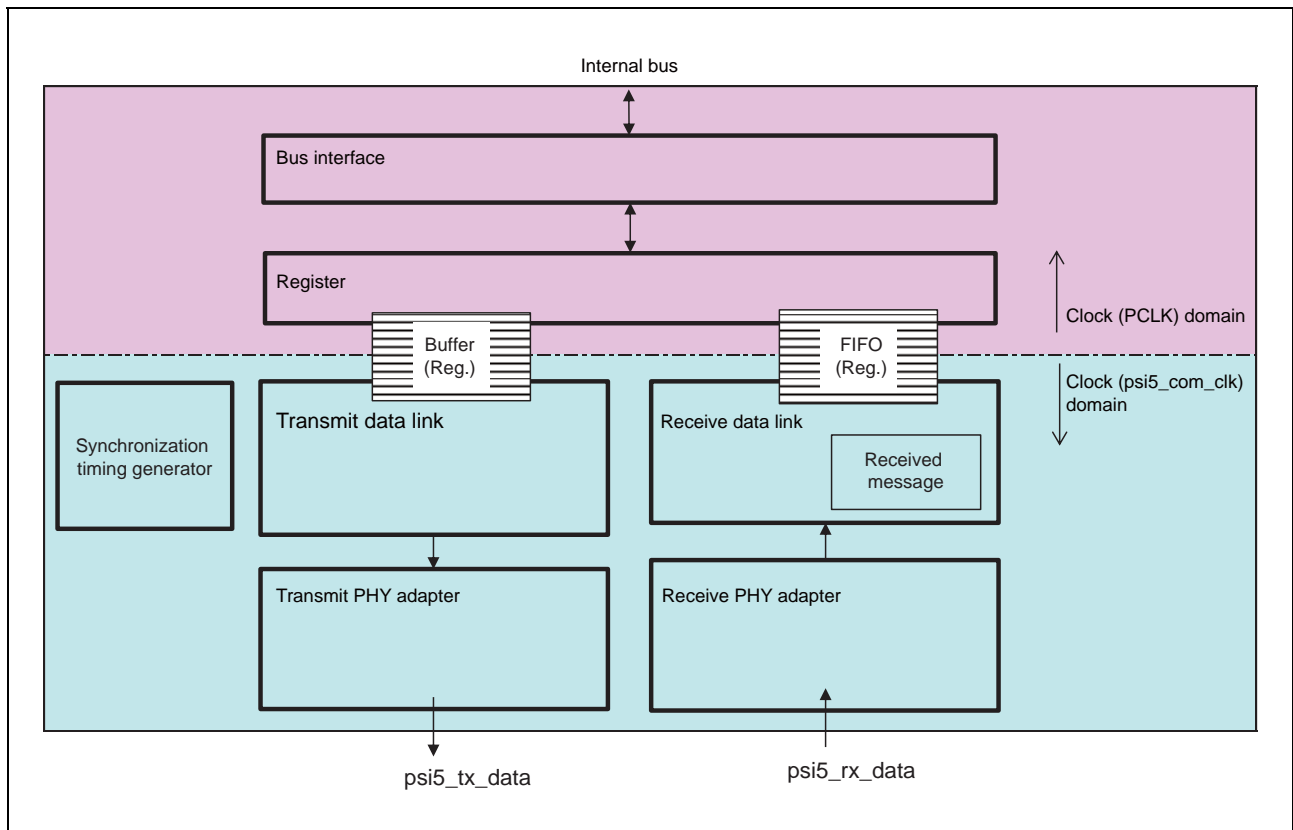 Internal bus
Bus interface
Register
Clock (PCLK) domain
Buffer
(Reg.)
FIFO
(Reg.)
Clock (psi5_com_clk)
domain
Synchronization
timing generator
Transmit data link
Receive data link
Received
message
Transmit PHY adapter
Receive PHY adapter
psi5_tx_data
psi5_rx_data